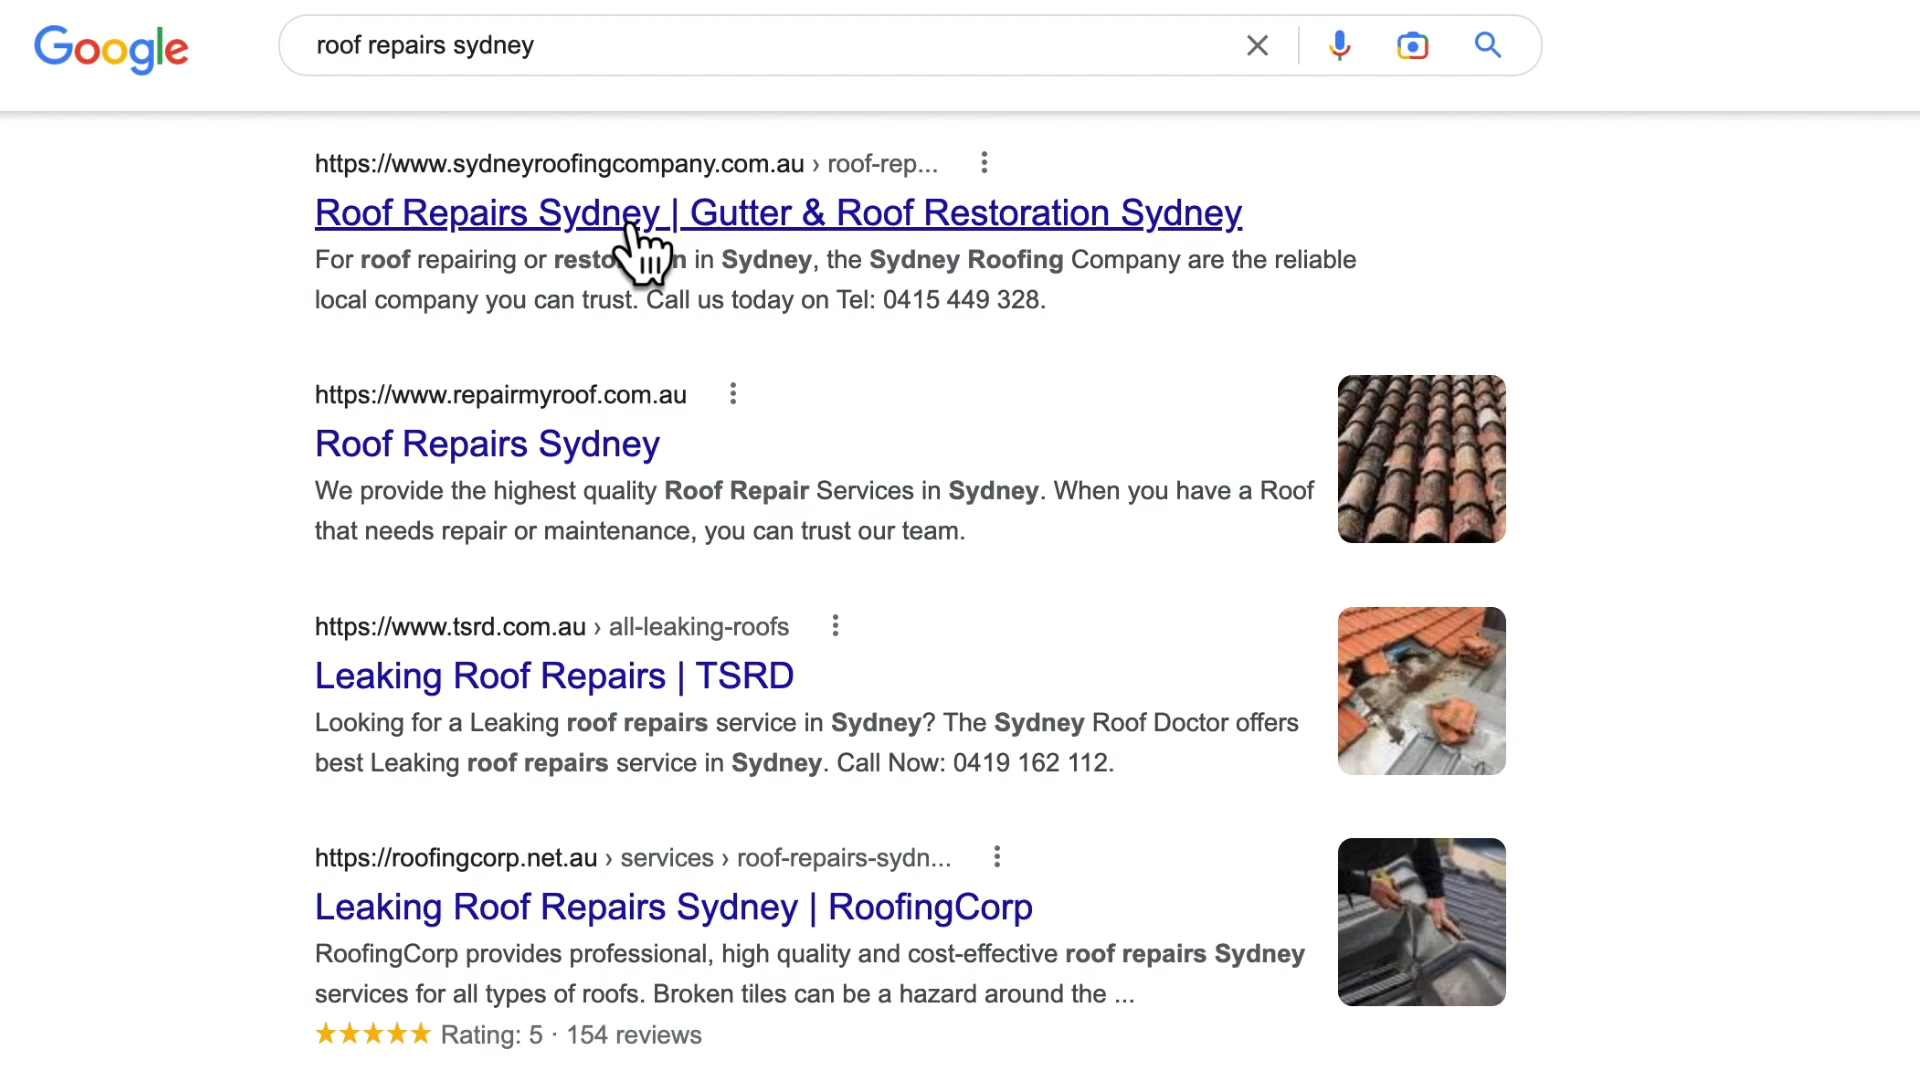 Google
roof repairs sydney
https://www.sydneyroofingcompany.com.au › roof-rep...
Roof Repairs Sydney | Gutter & Roof Restoration Sydney
For roof repairing or resto n in Sydney, the Sydney Roofing Company are the reliable
local company you can trust. Call us today on Tel: 0415 449 328.
https://www.repairmyroof.com.au
Roof Repairs Sydney
We provide the highest quality Roof Repair Services in Sydney. When you have a Roof
that needs repair or maintenance, you can trust our team.
https://www.tsrd.com.au › all-leaking-roofs
Leaking Roof Repairs | TSRD
Looking for a Leaking roof repairs service in Sydney? The Sydney Roof Doctor offers
best Leaking roof repairs service in Sydney. Call Now: 0419 162 112.
https://roofingcorp.net.au › services › roof-repairs-sydn...
Leaking Roof Repairs Sydney | RoofingCorp
RoofingCorp provides professional, high quality and cost-effective roof repairs Sydney
services for all types of roofs. Broken tiles can be a hazard around the ...
★★★★★ Rating: 5 · 154 reviews